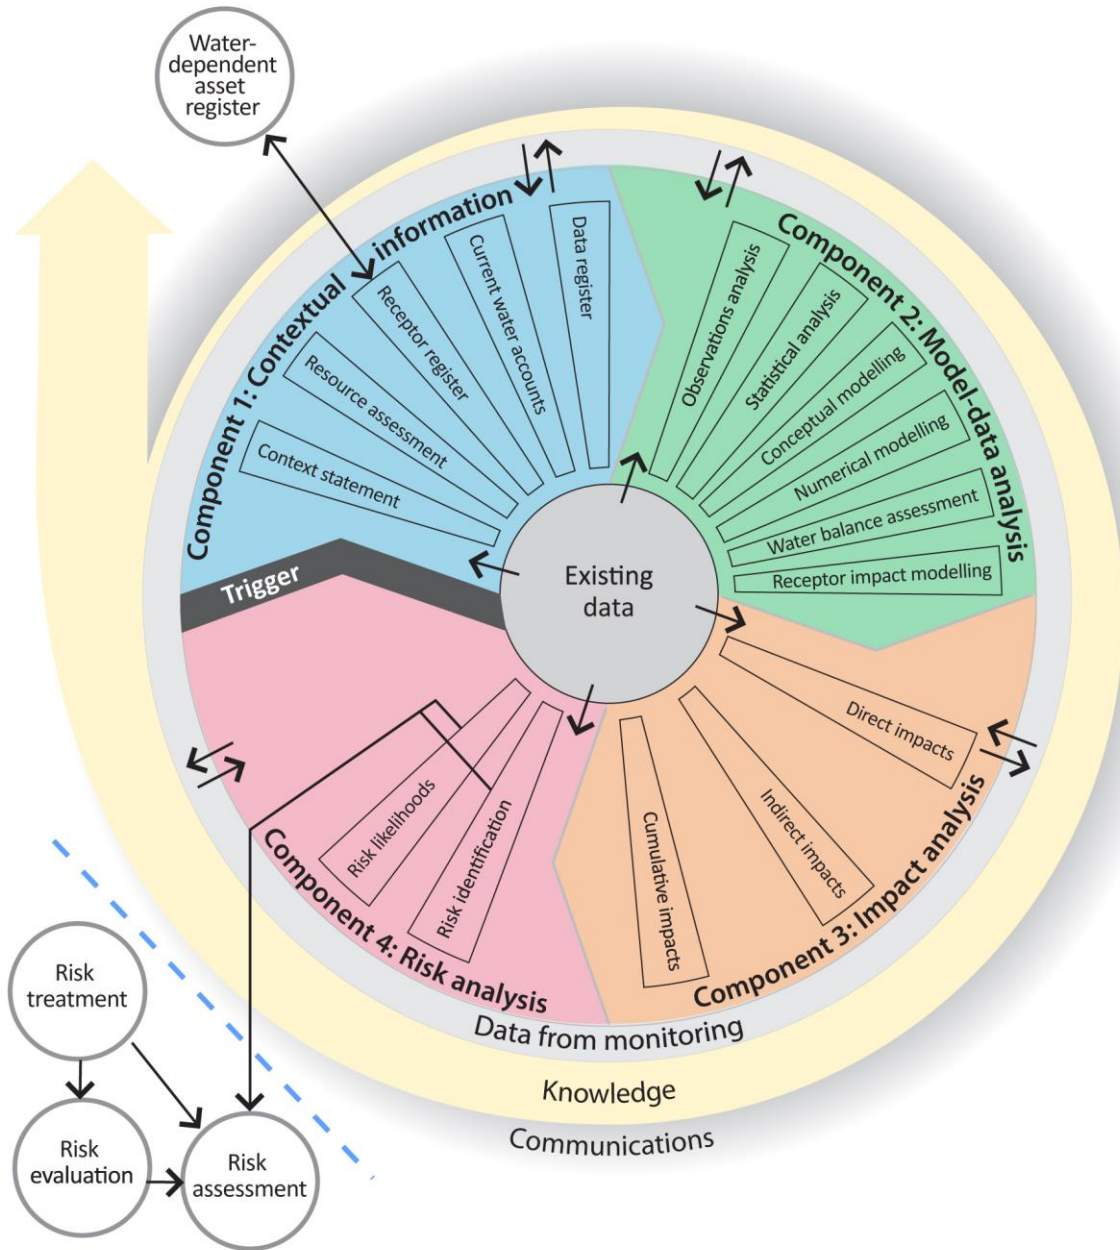 Water-
dependent
asset
register
Component 1: Contextual information
Context statement
Resource assessment
Receptor register
Current water accounts
Data register
Component 2: Model-data analysis
Observations analysis
Statistical analysis
Conceptual modelling
Numerical modelling
Water balance assessment
Receptor impact modelling
Existing
data
Trigger
Component 3: Impact analysis
Direct impacts
Indirect impacts
Cumulative impacts
Component 4: Risk analysis
Risk likelihoods
Risk identification
Data from monitoring
Knowledge
Communications
Risk
treatment
Risk
evaluation
Risk
assessment